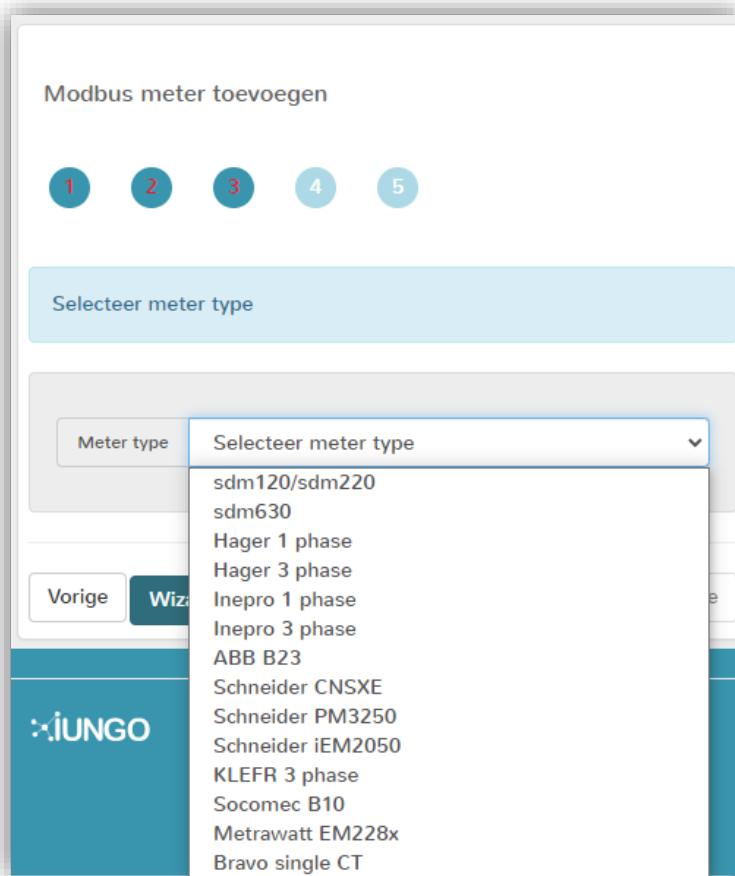 Modbus meter toevoegen
1 2 3 4 5
Selecteer meter type
Meter type Selecteer meter type
sdm120/sdm220
sdm630
Hager 1 phase
Hager 3 phase
Vorige
Inepro 1 phase
Inepro 3 phase
ABB B23
Schneider CNSXE
Schneider PM3250
iUNGO
Schneider iEM2050
KLEFR 3 phase
Socomec B10
Metrawatt EM228x
Bravo single CT